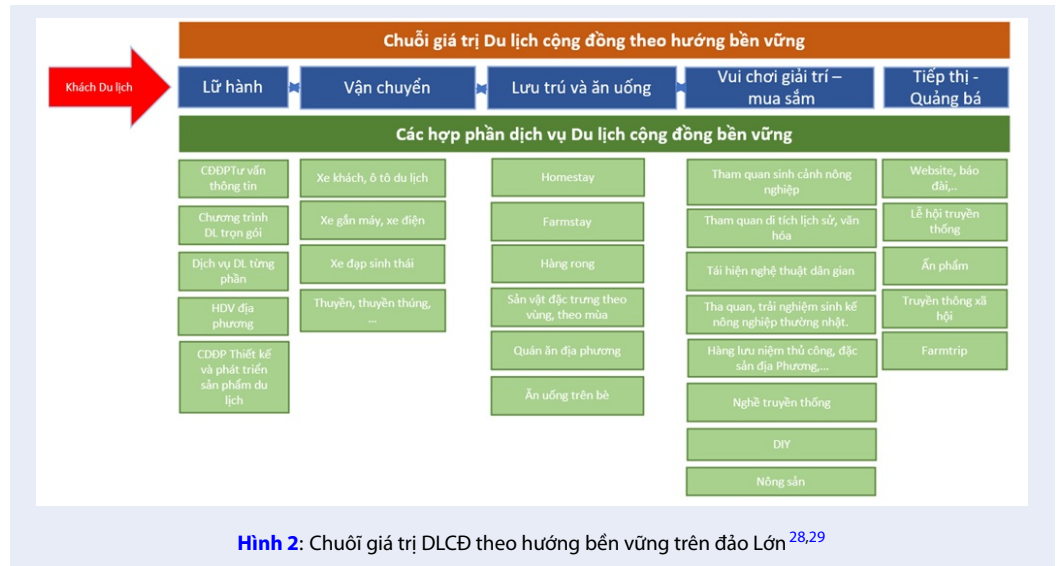 Chuỗi giá trị Du lịch cộng đồng theo hướng bền vững
Khách Du lịch
Lữ hành
Vận chuyển
Lưu trú và ăn uống
Vui chơi giải trí –
mua sắm
Tiếp thị -
Quảng bá
Các hợp phần dịch vụ Du lịch cộng đồng bền vững
CĐĐPTư vấn
thông tin
Chương trình
DL trọn gói
Dịch vụ DL từng
phần
HDV địa
phương
CDĐP Thiết kế
và phát triển
sản phẩm du
lịch
Xe khách, ô tô du lịch
Xe gắn máy, xe điện
Xe đạp sinh thái
Thuyền, thuyền thúng,
...
Homestay
Farmstay
Hàng rong
Sản vật đặc trưng theo
vùng, theo mùa
Quán ăn địa phương
Ăn uống trên bè
Tham quan sinh cảnh nông
nghiệp
Tham quan di tích lịch sử, văn
hóa
Tái hiện nghệ thuật dân gian
Tha quan, trải nghiệm sinh kế
nông nghiệp thường nhật.
Hàng lưu niệm thủ công, đặc
sản địa Phương,...
Nghề truyền thống
DIY
Nông sản
Website, báo
đài,..
Lễ hội truyền
thống
Ấn phẩm
Truyền thông xã
hội
Farmtrip
Hình 2: Chuỗi giá trị DLCĐ theo hướng bền vững trên đảo Lớn 28,29